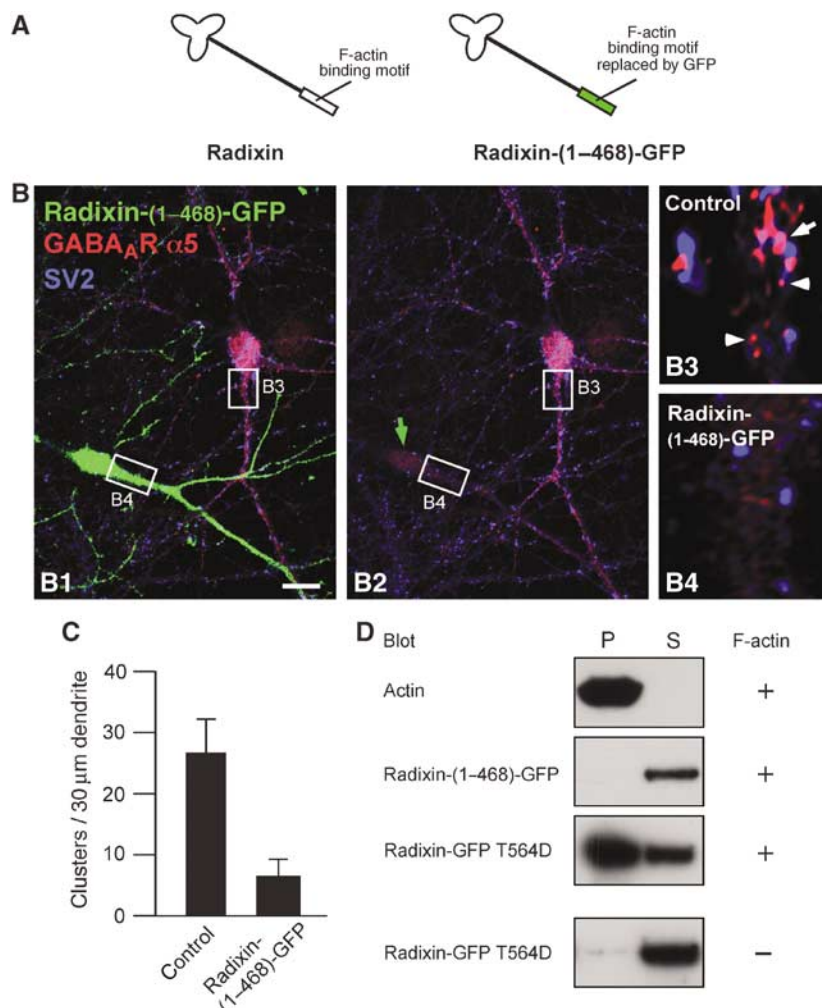 A
F-actin
binding motif
F-actin
binding motif
replaced by GFP
Radixin
Radixin-(1–468)-GFP
B
Radixin-(1–468)-GFP
GABA_AR α5
SV2
B3
B4
B1
B3
B4
B2
Control
B3
Radixin-
(1–468)-GFP
B4
C
Clusters / 30 μm dendrite
40
30
20
10
0
Control
Radixin-
(1–468)-GFP
D
Blot
P
S
F-actin
Actin
+
Radixin-(1–468)-GFP
+
Radixin-GFP T564D
+
Radixin-GFP T564D
–